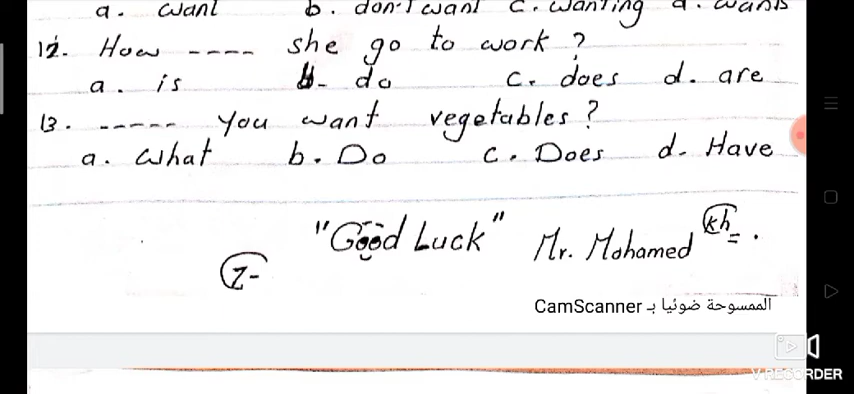 a. want b. don't want c. wanting d. wants
12. How ---- she go to work ?
a. is b- do c. does d. are
13. ----- you want vegetables ?
a. What b. Do c. Does d. Have
"Good Luck" Mr. Mohamed kh= .
الممسوحة ضوئيا بـ CamScanner
V RECORDER